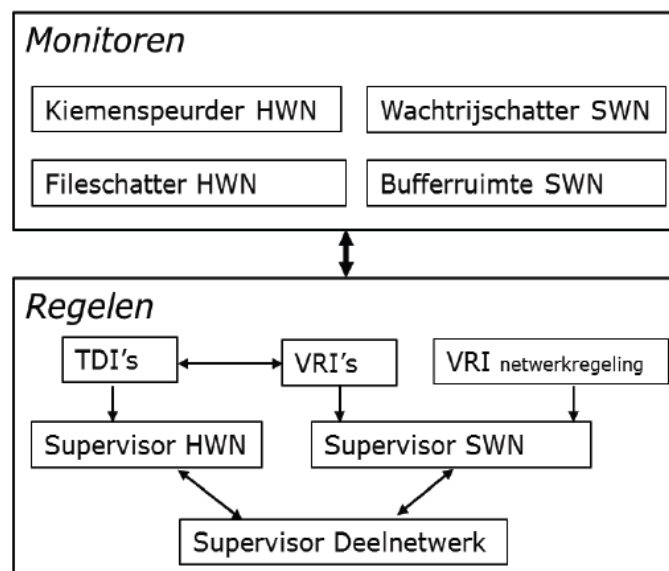 Monitoren
Kiemenspeurder HWN
Wachtrijschatter SWN
Fileschatter HWN
Bufferruimte SWN
Regelen
TDI's
VRI's
VRI netwerkregeling
Supervisor HWN
Supervisor SWN
Supervisor Deelnetwerk